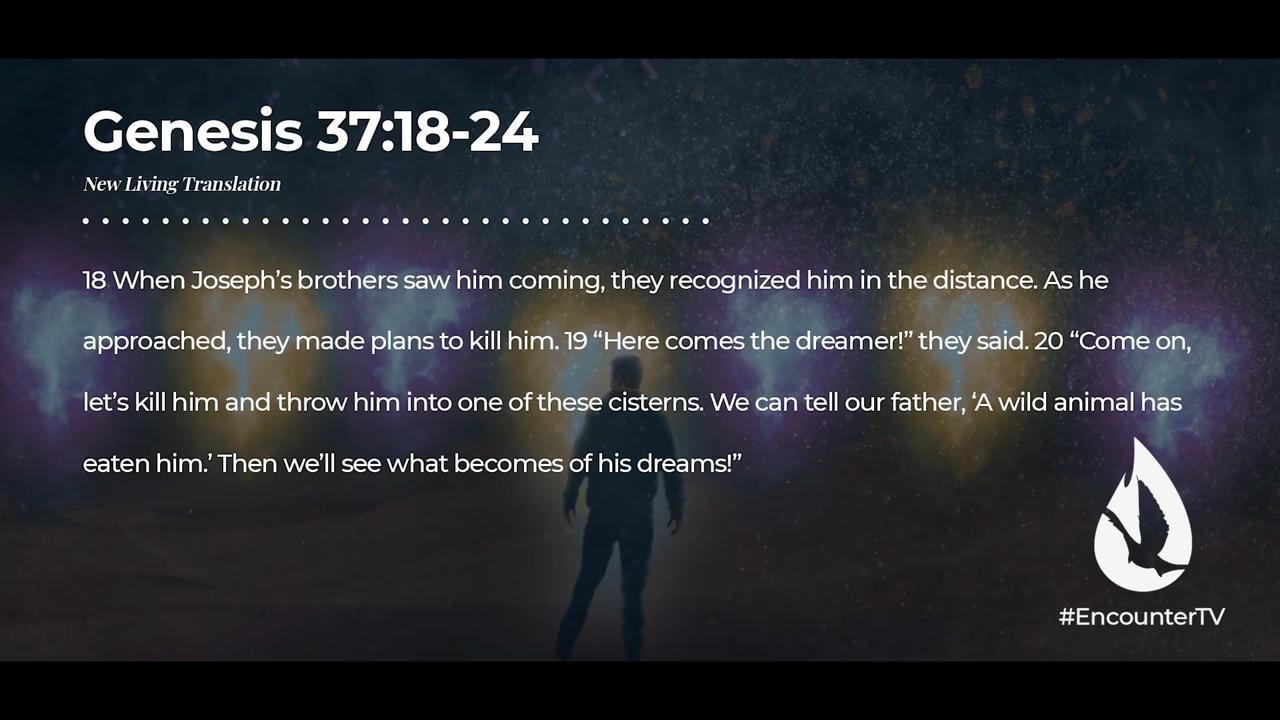 Genesis 37:18-24
New Living Translation
18 When Joseph’s brothers saw him coming, they recognized him in the distance. As he
approached, they made plans to kill him. 19 “Here comes the dreamer!” they said. 20 “Come on,
let’s kill him and throw him into one of these cisterns. We can tell our father, ‘A wild animal has
eaten him.’ Then we’ll see what becomes of his dreams!”
#EncounterTV